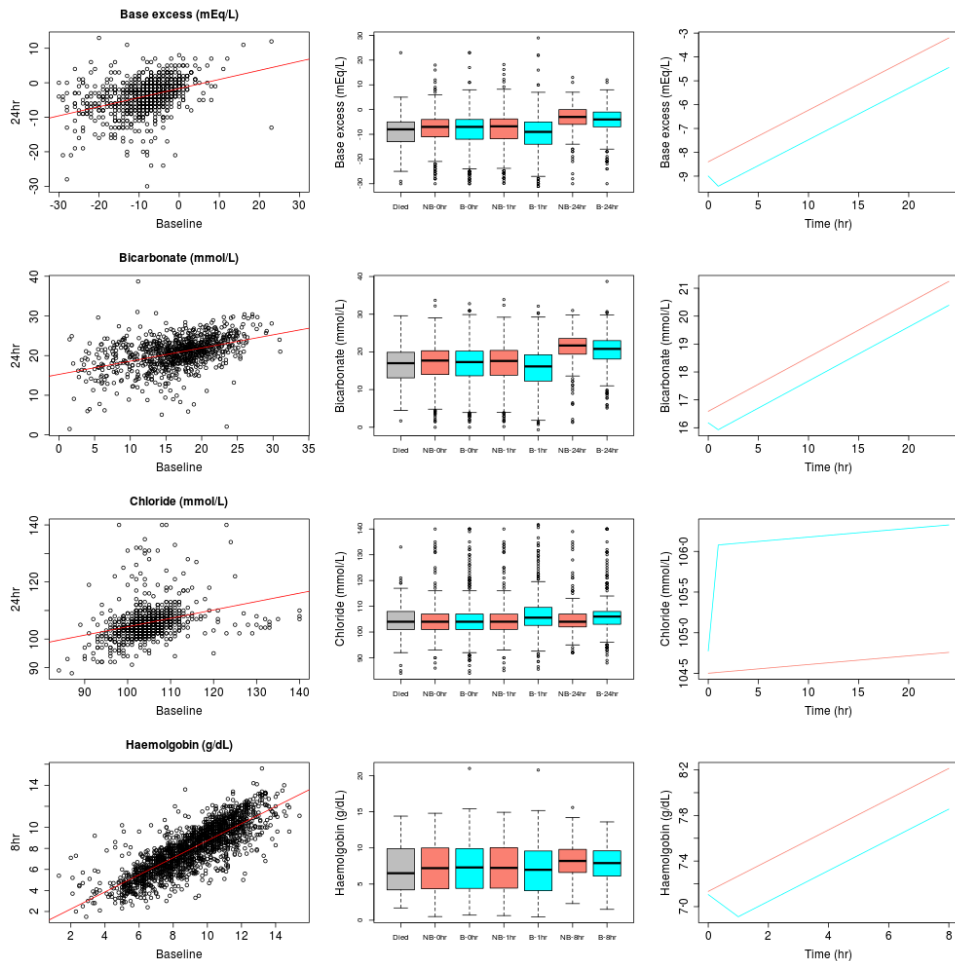 Base excess (mEq/L)
24hr
10
0
-10
-20
-30
-30 -20 -10 0 10 20 30
Baseline
Base excess (mEq/L)
30
20
10
0
-10
-20
-30
Died NB-0hr B-0hr NB-1hr B-1hr NB-24hr B-24hr
Base excess (mEq/L)
-3
-4
-5
-6
-7
-8
-9
0 5 10 15 20
Time (hr)
Bicarbonate (mmol/L)
24hr
40
30
20
10
0
0 5 10 15 20 25 30 35
Baseline
Bicarbonate (mmol/L)
40
30
20
10
0
Died NB-0hr B-0hr NB-1hr B-1hr NB-24hr B-24hr
Bicarbonate (mmol/L)
21
20
19
18
17
16
0 5 10 15 20
Time (hr)
Chloride (mmol/L)
24hr
140
130
120
110
100
90
90 100 110 120 130 140
Baseline
Chloride (mmol/L)
140
130
120
110
100
90
Died NB-0hr B-0hr NB-1hr B-1hr NB-24hr B-24hr
Chloride (mmol/L)
106·0
105·5
105·0
104·5
0 5 10 15 20
Time (hr)
Haemolgobin (g/dL)
8hr
14
12
10
8
6
4
2
2 4 6 8 10 12 14
Baseline
Haemolgobin (g/dL)
20
15
10
5
0
Died NB-0hr B-0hr NB-1hr B-1hr NB-8hr B-8hr
Haemolgobin (g/dL)
8·2
7·8
7·4
7·0
0 2 4 6 8
Time (hr)